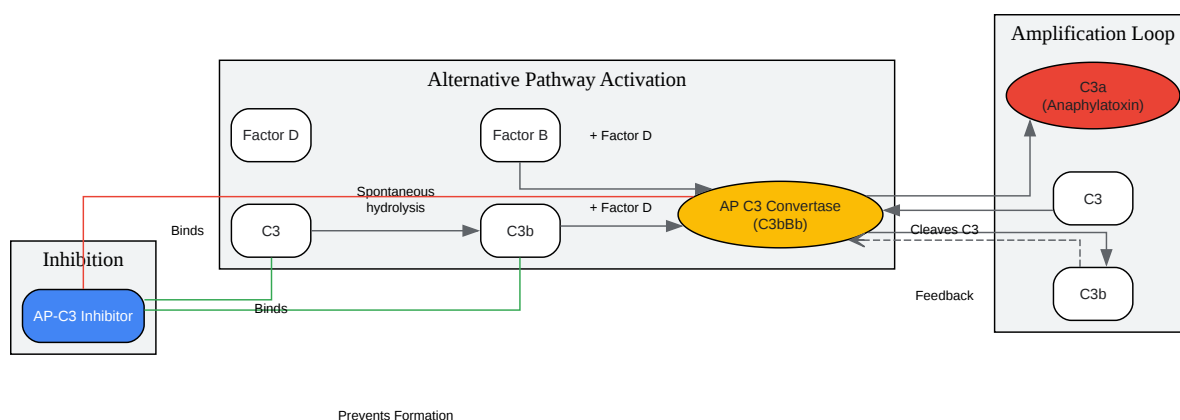 Amplification Loop
C3a
(Anaphylatoxin)
Alternative Pathway Activation
Factor D
Factor B
+ Factor D
Spontaneous
hydrolysis
+ Factor D
AP C3 Convertase
(C3bBb)
C3
Binds
C3
C3b
Cleaves C3
Inhibition
AP-C3 Inhibitor
Binds
Feedback
C3b
Prevents Formation